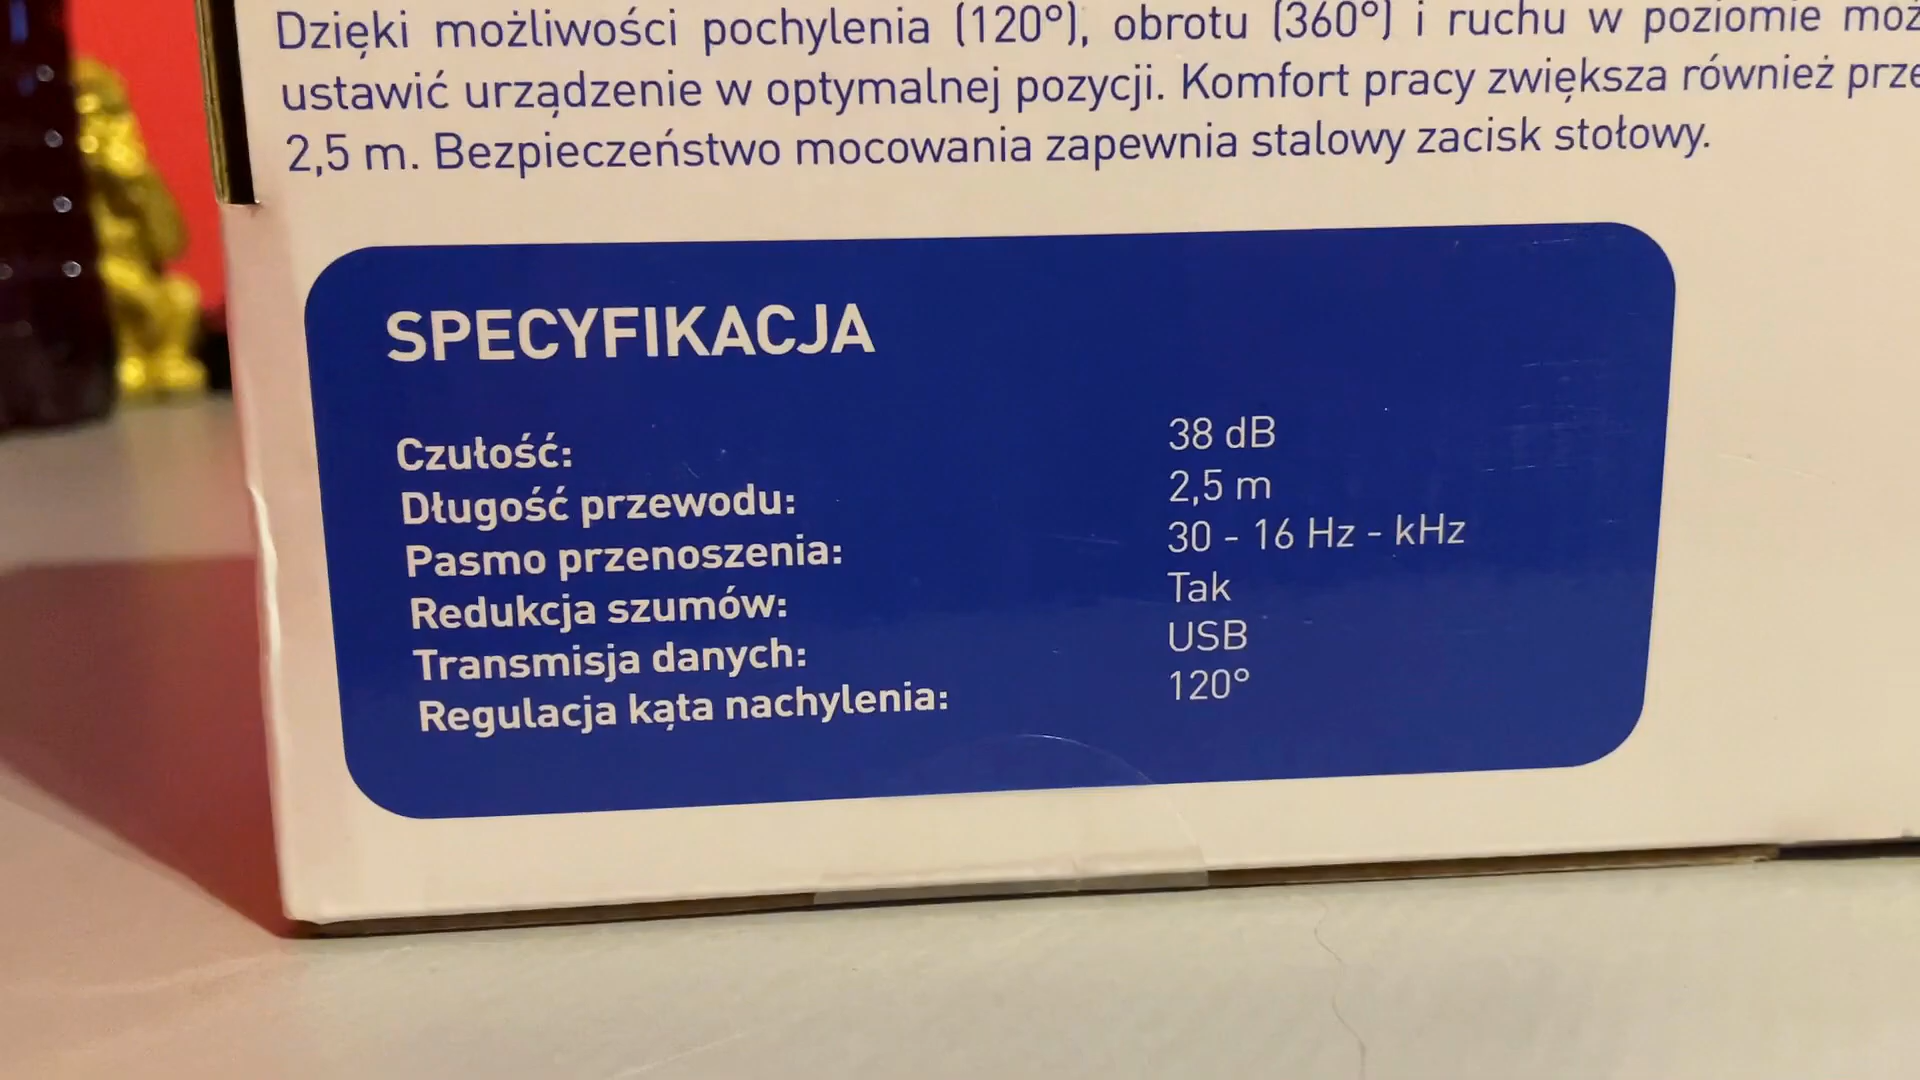 Dzięki możliwości pochylenia (120°), obrotu (360°) i ruchu w poziomie
ustawić urządzenie w optymalnej pozycji. Komfort pracy zwiększa również
2,5 m. Bezpieczeństwo mocowania zapewnia stalowy zacisk stołowy.
SPECYFIKACJA
Czułość: 38 dB
Długość przewodu: 2,5 m
Pasmo przenoszenia: 30 - 16 Hz - kHz
Redukcja szumów: Tak
Transmisja danych: USB
Regulacja kąta nachylenia: 120°